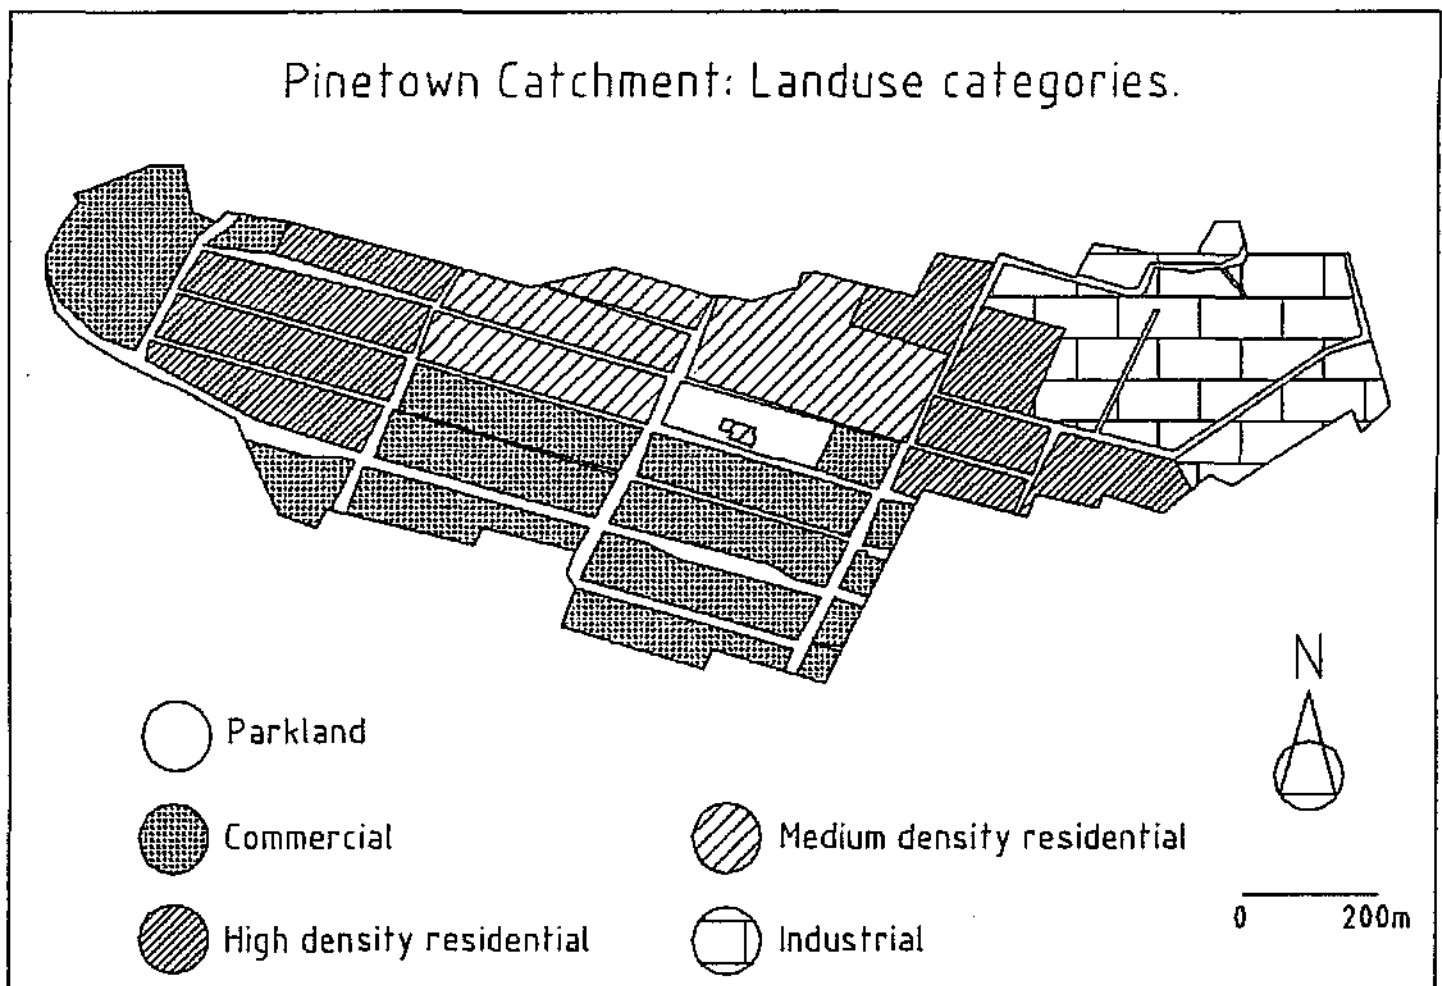 Pinetown Catchment: Landuse categories.
N
Parkland
Commercial
Medium density residential
High density residential
Industrial
0 200m